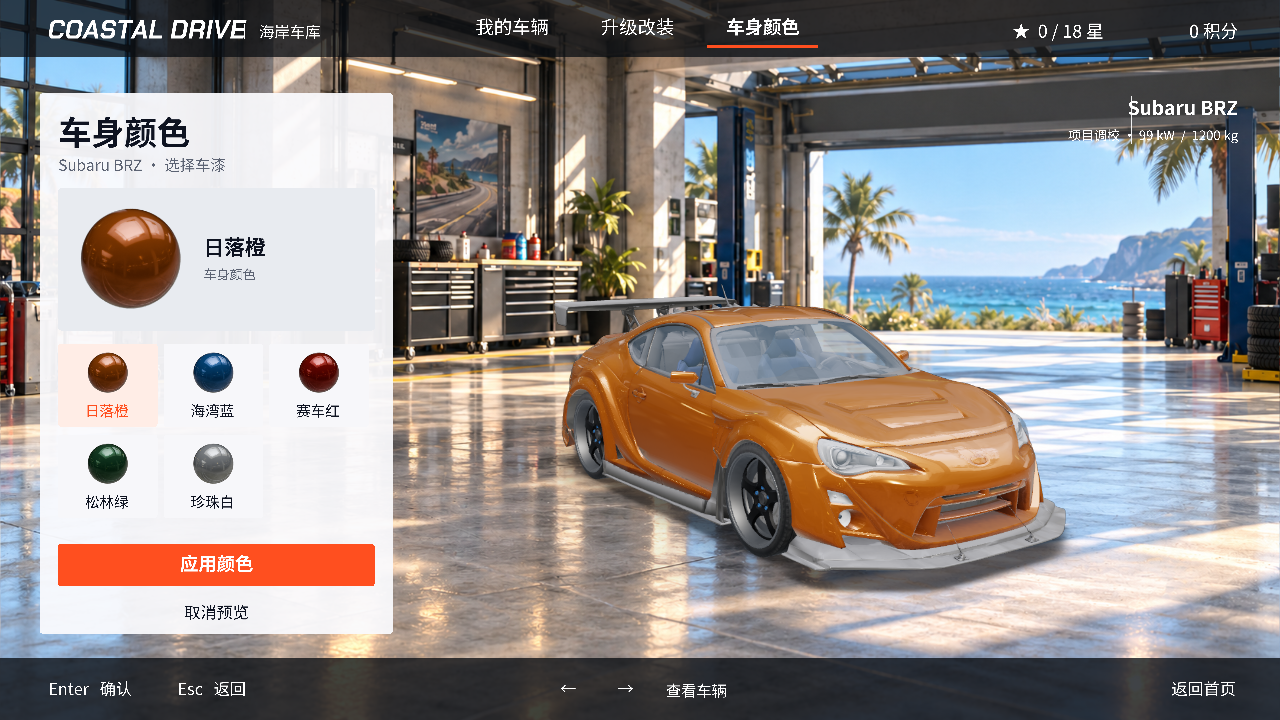 COASTAL DRIVE 海岸车库
我的车辆
升级改装
车身颜色
★ 0 / 18 星
0 积分
Subaru BRZ
项目调校 · 99 kW / 1200 kg
车身颜色
Subaru BRZ · 选择车漆
日落橙
车身颜色
日落橙
海湾蓝
赛车红
松林绿
珍珠白
应用颜色
取消预览
Enter 确认
Esc 返回
← → 查看车辆
返回首页